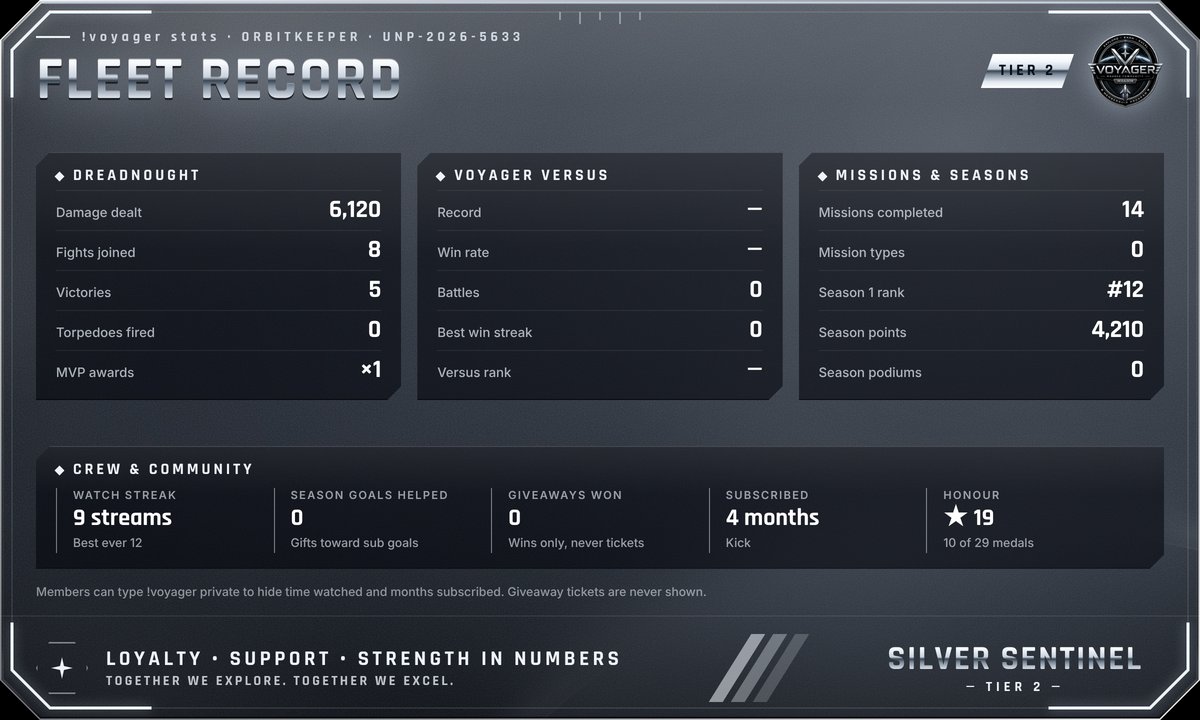 !voyager stats · ORBITKEEPER · UNP-2026-5633
FLEET RECORD
TIER 2
VOYAGER
◆ DREADNOUGHT
Damage dealt 6,120
Fights joined 8
Victories 5
Torpedoes fired 0
MVP awards ×1
◆ VOYAGER VERSUS
Record —
Win rate —
Battles 0
Best win streak 0
Versus rank —
◆ MISSIONS & SEASONS
Missions completed 14
Mission types 0
Season 1 rank #12
Season points 4,210
Season podiums 0
◆ CREW & COMMUNITY
WATCH STREAK
9 streams
Best ever 12
SEASON GOALS HELPED
0
Gifts toward sub goals
GIVEAWAYS WON
0
Wins only, never tickets
SUBSCRIBED
4 months
Kick
HONOUR
★ 19
10 of 29 medals
Members can type !voyager private to hide time watched and months subscribed. Giveaway tickets are never shown.
LOYALTY • SUPPORT • STRENGTH IN NUMBERS
TOGETHER WE EXPLORE. TOGETHER WE EXCEL.
SILVER SENTINEL
— TIER 2 —